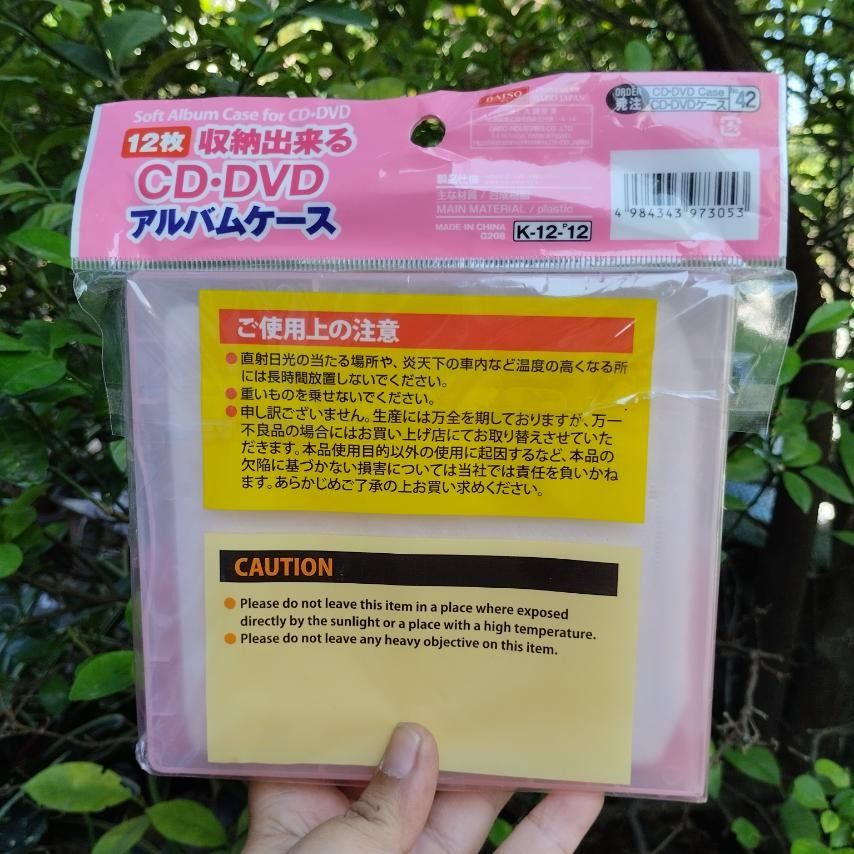 Soft Album Case for CD・DVD
12枚 収納出来る
CD・DVD
アルバムケース
DAISO
DAISO JAPAN
製品仕様
主な材質 / 合成樹脂
MAIN MATERIAL / plastic
MADE IN CHINA
0208
K-12-P12
ORDER 発注
CD・DVD Case
CD・DVDケース
No 42
4 984343 973053
ご使用上の注意
●直射日光の当たる場所や、炎天下の車内など温度の高くなる所
には長時間放置しないでください。
●重いものを乗せないでください。
●申し訳ございません。生産には万全を期しておりますが、万一
不良品の場合にはお買い上げ店にてお取り替えさせていた
だきます。本品使用目的以外の使用に起因するなど、本品の
欠陥に基づかない損害については当社では責任を負いかね
ます。あらかじめご了承の上お買い求めください。
CAUTION
● Please do not leave this item in a place where exposed
directly by the sunlight or a place with a high temperature.
● Please do not leave any heavy objective on this item.